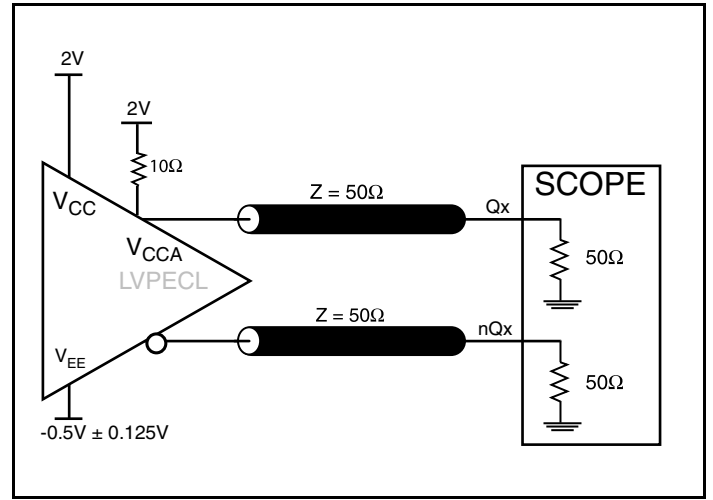 2V
2V
10Ω
Z = 50Ω
Qx
SCOPE
VCC
VCCA
50Ω
LVPECL
Z = 50Ω
nQx
VEE
50Ω
-0.5V ± 0.125V